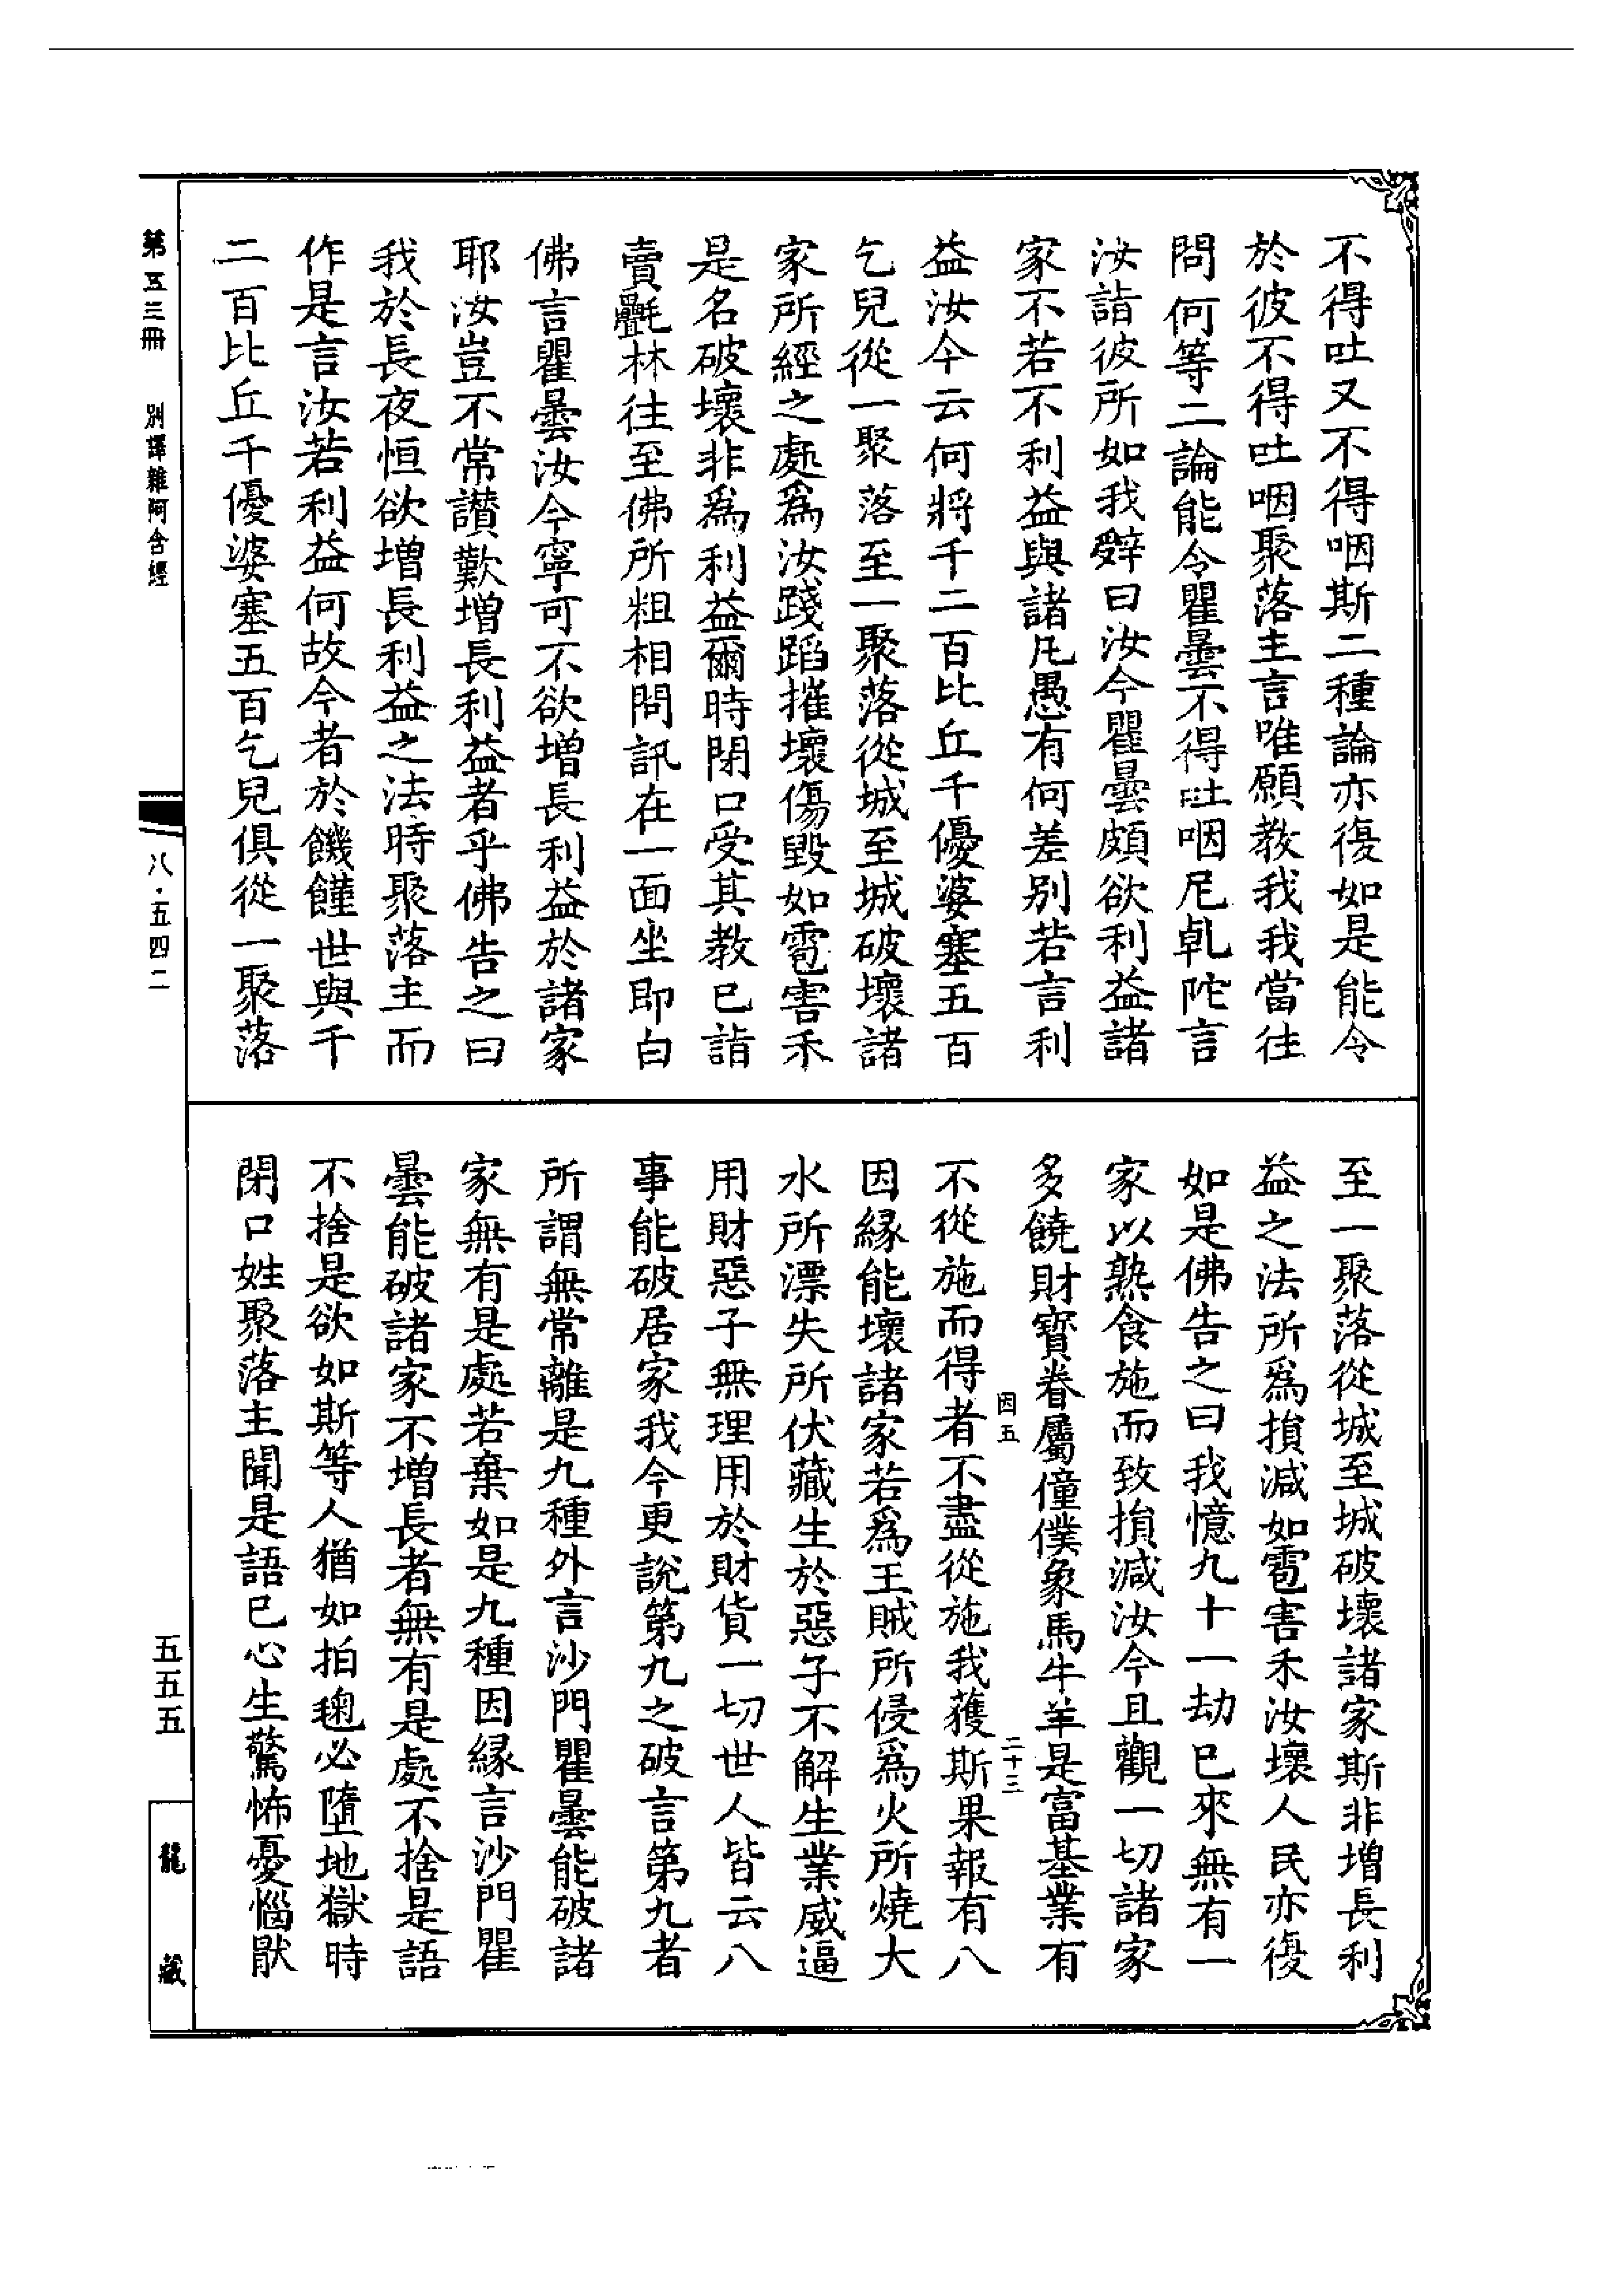 不得吐又不得咽斯二種論亦復如是能令
於彼不得吐咽聚落主言唯願教我我當往
問何等二論能令瞿曇不得吐咽尼乹陀言
汝詣彼所如我辤曰汝今瞿曇頗欲利益諸
家不若不利益與諸凡愚有何差別若言利
益汝今云何將千二百比丘千優婆塞五百
乞兒從一聚落至一聚落從城至城破壞諸
家所經之處為汝踐蹈摧壞傷毀如雹害禾
是名破壞非為利益爾時閉口受其教已詣
賣㲲林往至佛所粗相問訊在一面坐即白
佛言瞿曇汝今寧可不欲增長利益於諸家
耶汝豈不常讃歎增長利益者乎佛告之曰
我於長夜恒欲增長利益之法時聚落主而
作是言汝若利益何故今者於饑饉世與千
二百比丘千優婆塞五百乞兒俱從一聚落
至一聚落從城至城破壞諸家斯非增長利
益之法所為損減如雹害禾汝壞人民亦復
如是佛告之曰我憶九十一劫已來無有一
家以熟食施而致損減汝今且觀一切諸家
多饒財寶眷屬僮僕象馬牛羊是富基業有
不從施而得者不盡從施我獲斯果報有八
因五
二十三
因緣能壞諸家若為王賊所侵為火所燒大
水所漂失所伏藏生於惡子不解生業威逼
用財惡子無理用於財貨一切世人皆云八
事能破居家我今更說第九之破言第九者
所謂無常離是九種外言沙門瞿曇能破諸
家無有是處若棄如是九種因緣言沙門瞿
曇能破諸家不增長者無有是處不捨是語
不捨是欲如斯等人猶如拍毱必墮地獄時
閉口姓聚落主聞是語已心生驚怖憂惱厭
第五三冊
別譯雜阿含經
八·五四二
五五五
龍藏